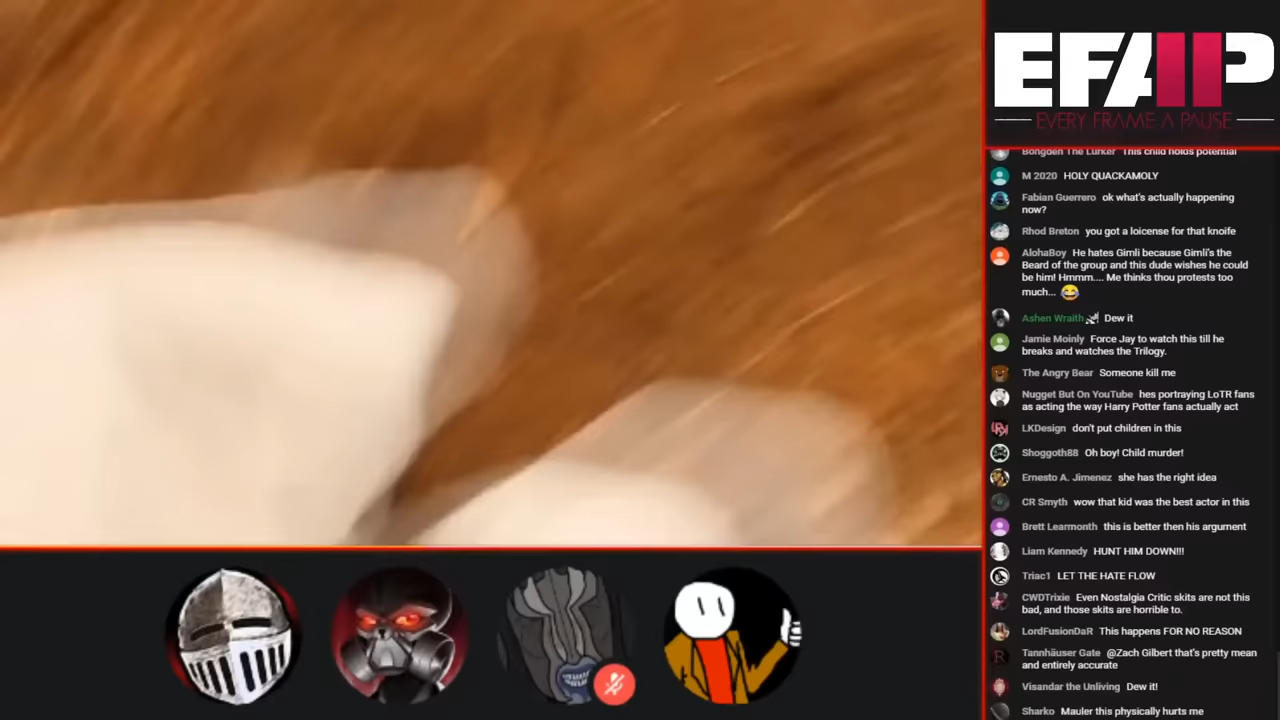 EFAP
EVERY FRAME A PAUSE
Bongoen The Lurker This child holds potential
M 2020 HOLY QUACKAMOLY
Fabian Guerrero ok what's actually happening
now?
Rhod Breton you got a loicense for that knoife
AlohaBoy He hates Gimli because Gimli's the
Beard of the group and this dude wishes he could
be him! Hmmm.... Me thinks thou protests too
much... 😂
Ashen Wraith Dew it
Jamie Moinly Force Jay to watch this till he
breaks and watches the Trilogy.
The Angry Bear Someone kill me
Nugget But On YouTube hes portraying LoTR fans
as acting the way Harry Potter fans actually act
LKDesign don't put children in this
Shoggoth88 Oh boy! Child murder!
Ernesto A. Jimenez she has the right idea
CR Smyth wow that kid was the best actor in this
Brett Learmonth this is better then his argument
Liam Kennedy HUNT HIM DOWN!!!
Triac1 LET THE HATE FLOW
CWDTrixie Even Nostalgia Critic skits are not this
bad, and those skits are horrible to.
LordFusionDaR This happens FOR NO REASON
Tannhäuser Gate @Zach Gilbert that's pretty mean
and entirely accurate
Visandar the Unliving Dew it!
Sharko Mauler this physically hurts me